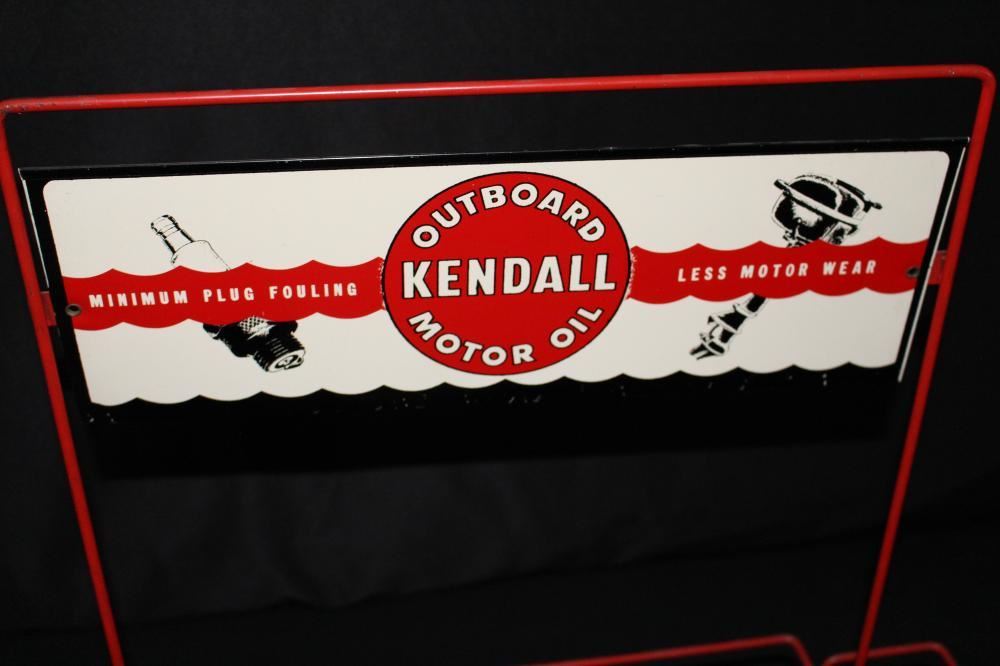 OUTBOARD
KENDALL
MOTOR OIL
MINIMUM PLUG FOULING
LESS MOTOR WEAR